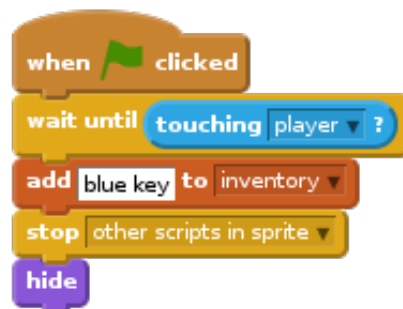 when clicked
wait until touching player ?
add blue key to inventory
stop other scripts in sprite
hide